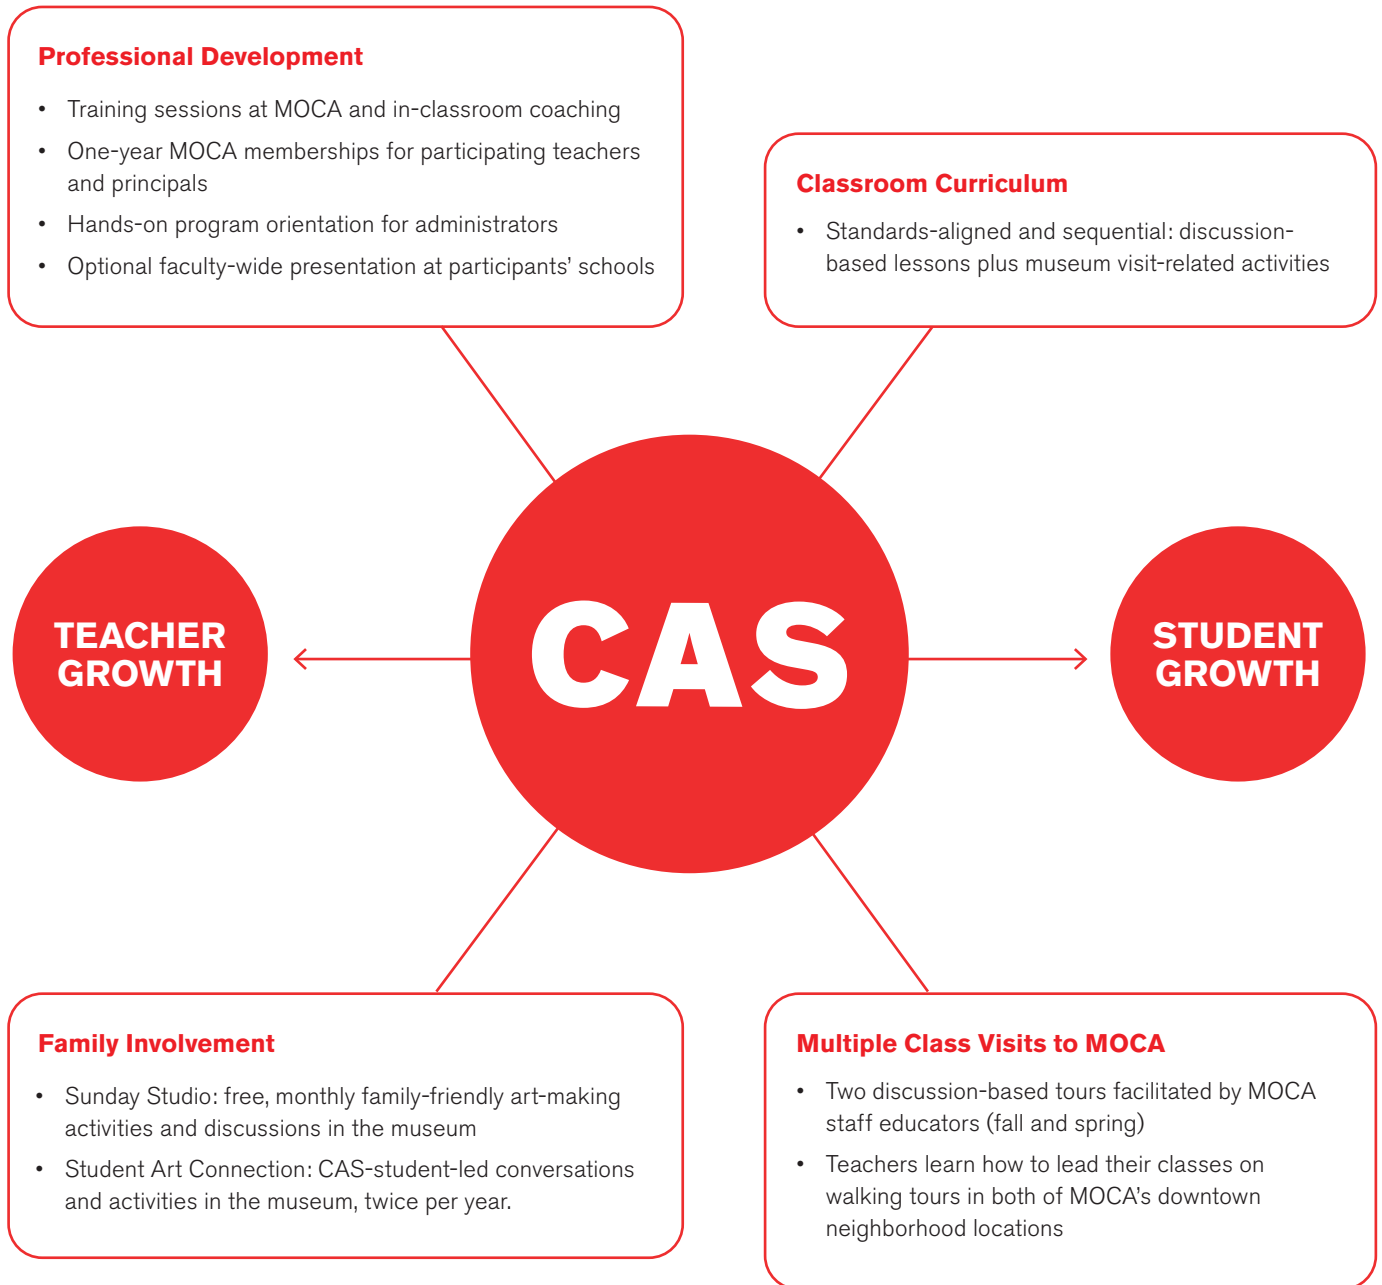 Professional Development
• Training sessions at MOCA and in-classroom coaching
• One-year MOCA memberships for participating teachers
and principals
• Hands-on program orientation for administrators
• Optional faculty-wide presentation at participants’ schools
Classroom Curriculum
• Standards-aligned and sequential: discussion-
based lessons plus museum visit-related activities
TEACHER
GROWTH
CAS
STUDENT
GROWTH
Family Involvement
• Sunday Studio: free, monthly family-friendly art-making
activities and discussions in the museum
• Student Art Connection: CAS-student-led conversations
and activities in the museum, twice per year.
Multiple Class Visits to MOCA
• Two discussion-based tours facilitated by MOCA
staff educators (fall and spring)
• Teachers learn how to lead their classes on
walking tours in both of MOCA’s downtown
neighborhood locations